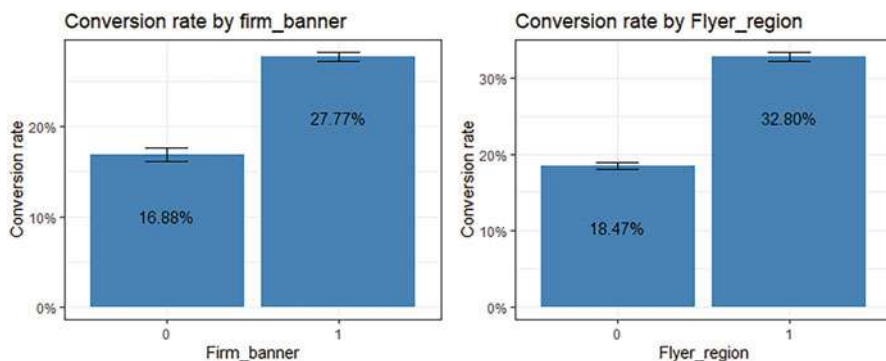 Conversion rate by firm_banner
Conversion rate
20%
10%
0%
27.77%
16.88%
0
1
Firm_banner
Conversion rate by Flyer_region
Conversion rate
30%
20%
10%
0%
32.80%
18.47%
0
1
Flyer_region